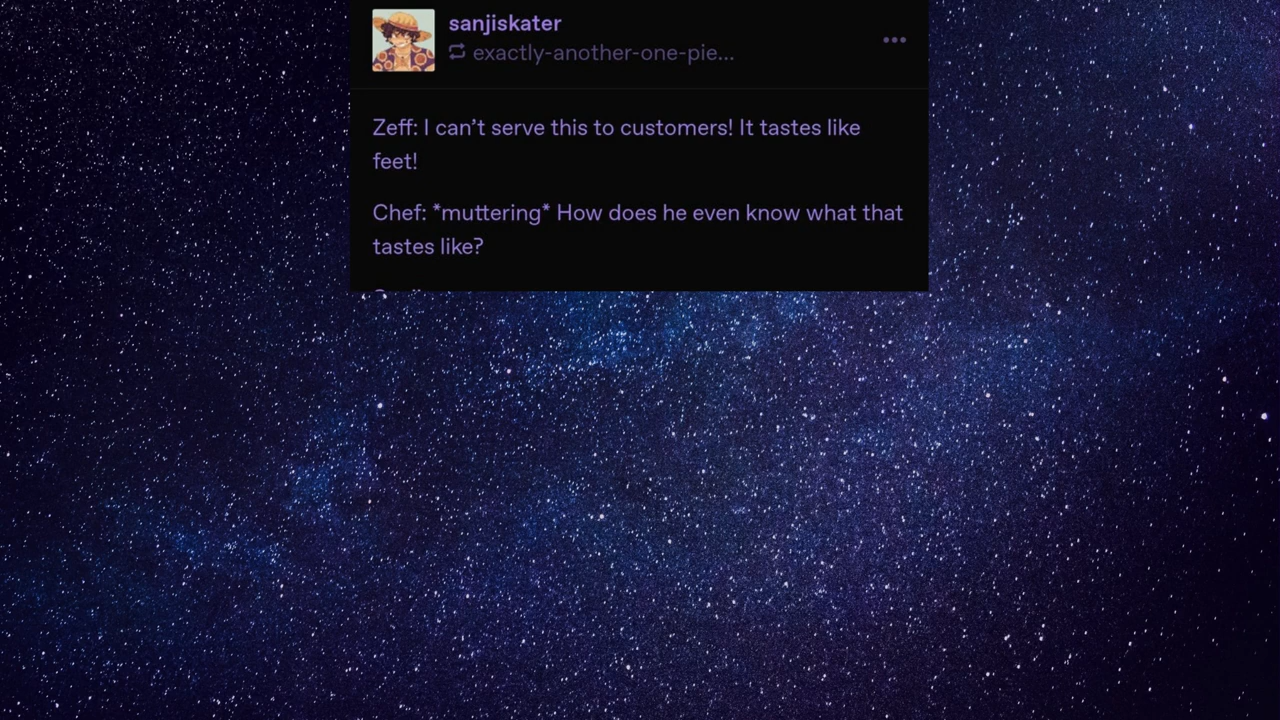 sanjiskater
exactly-another-one-pie...
Zeff: I can’t serve this to customers! It tastes like
feet!
Chef: *muttering* How does he even know what that
tastes like?